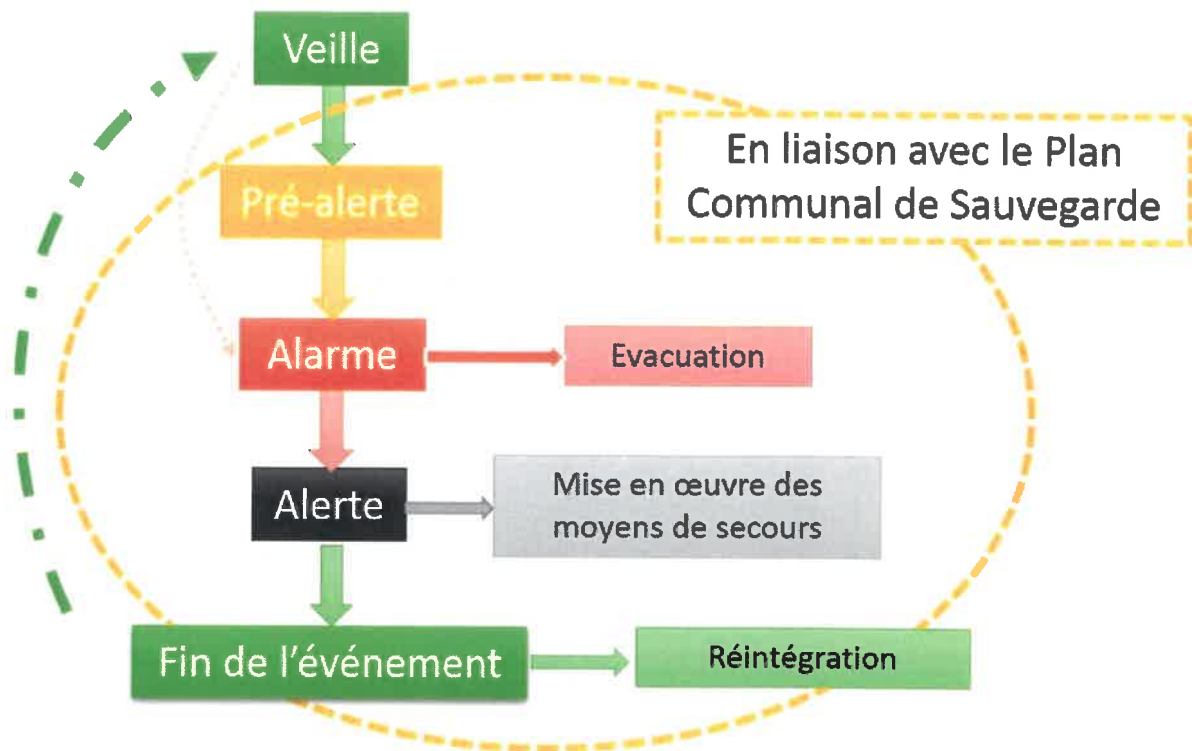 Veille
En liaison avec le Plan
Communal de Sauvegarde
Pré-alerte
Alarme
Evacuation
Alerte
Mise en œuvre des
moyens de secours
Fin de l'événement
Réintégration